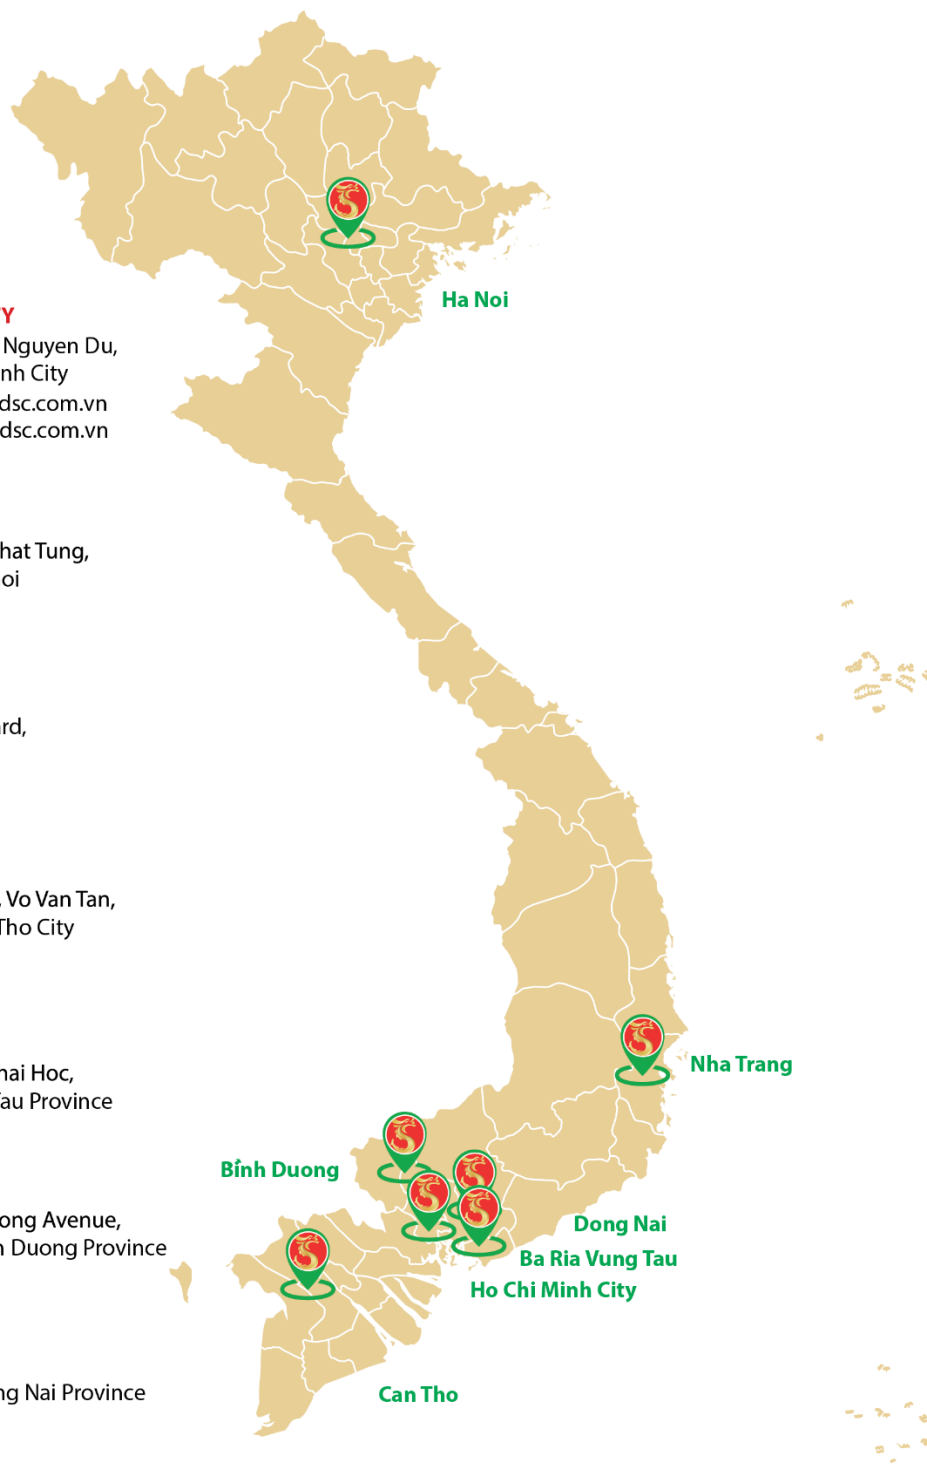 Y
Nguyen Du,
nh City
dsc.com.vn
dsc.com.vn
hat Tung,
oi
rd,
, Vo Van Tan,
Tho City
hai Hoc,
Tau Province
ong Avenue,
n Duong Province
ng Nai Province
Ha Noi
Nha Trang
Bình Duong
Dong Nai
Ba Ria Vung Tau
Ho Chi Minh City
Can Tho